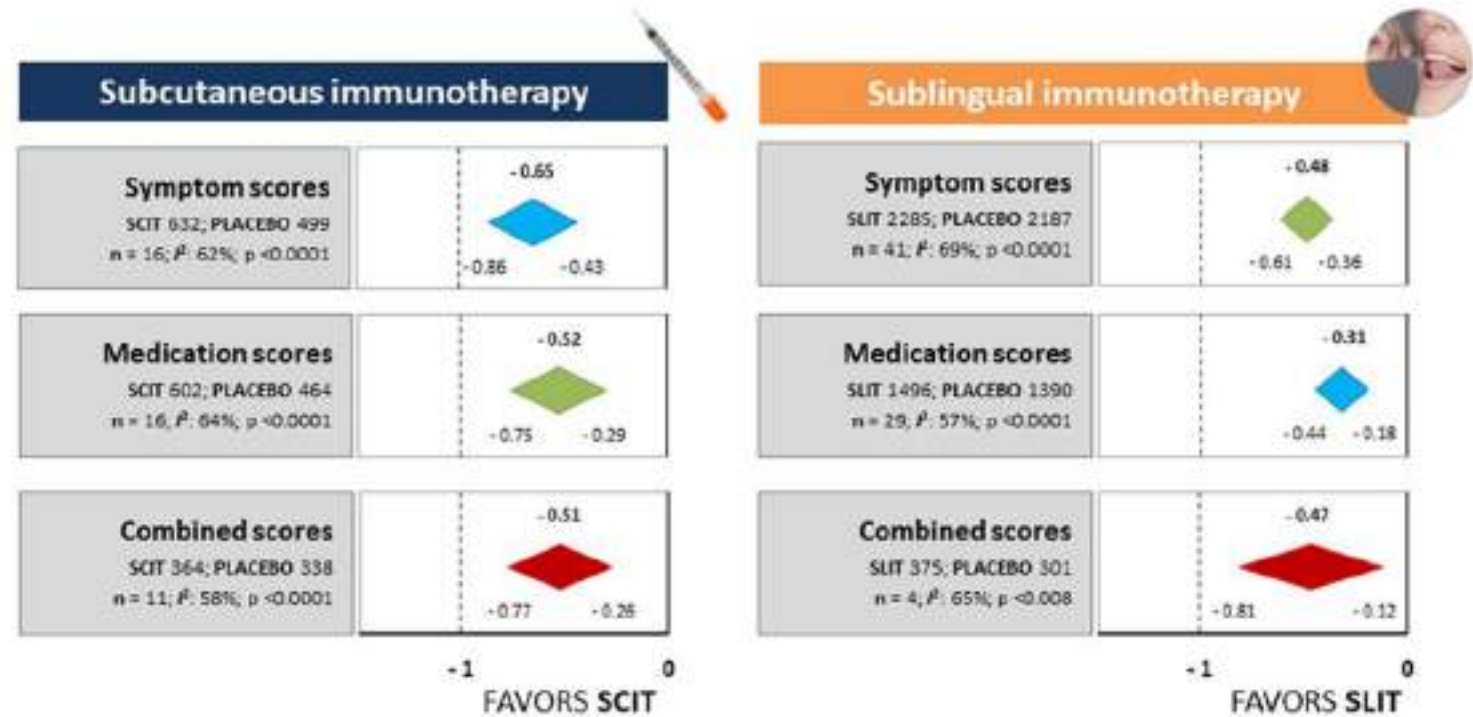 Subcutaneous immunotherapy
Symptom scores
SCIT 632; PLACEBO 499
n = 16; I²: 62%; p <0.0001
- 0.65
-0.86 -0.43
Medication scores
SCIT 602; PLACEBO 464
n = 16, I²: 64%; p <0.0001
- 0.52
- 0.75 - 0.29
Combined scores
SCIT 364; PLACEBO 338
n = 11; I²: 58%, p <0.0001
- 0.51
- 0.77 - 0.26
- 1 0
FAVORS SCIT
Sublingual immunotherapy
Symptom scores
SLIT 2285; PLACEBO 2187
n = 41; I²: 69%; p <0.0001
- 0.48
-0.61 -0.36
Medication scores
SLIT 1496; PLACEBO 1390
n = 29, I²: 57%; p <0.0001
- 0.31
- 0.44 - 0.18
Combined scores
SLIT 375, PLACEBO 301
n = 4, I²: 65%; p <0.008
- 0.47
- 0.81 - 0.12
- 1 0
FAVORS SLIT